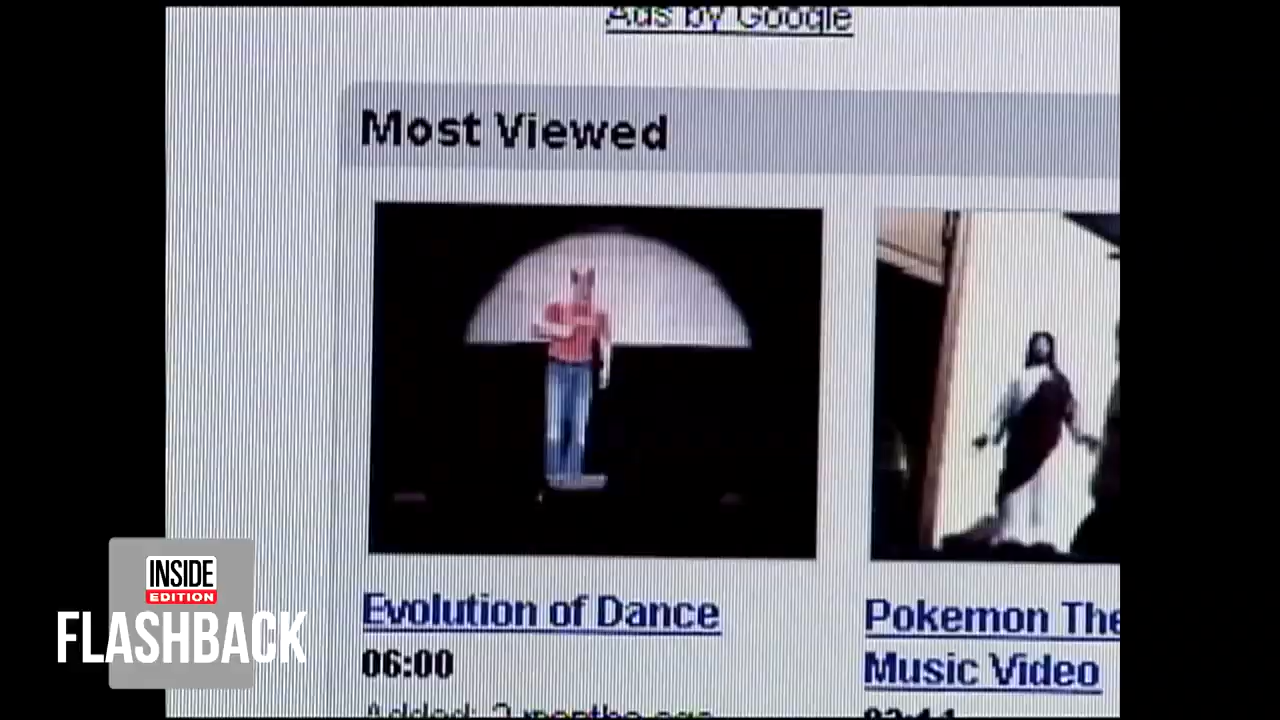 Ads by Google
Most Viewed
Evolution of Dance
06:00
Pokemon The
Music Video
INSIDE
EDITION
FLASHBACK